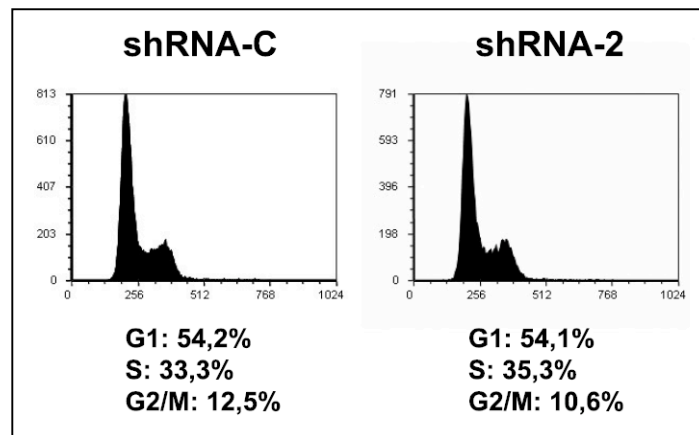 shRNA-C
813
610
407
203
0
0 256 512 768 1024
G1: 54,2%
S: 33,3%
G2/M: 12,5%
shRNA-2
791
593
396
198
0
0 256 512 768 1024
G1: 54,1%
S: 35,3%
G2/M: 10,6%